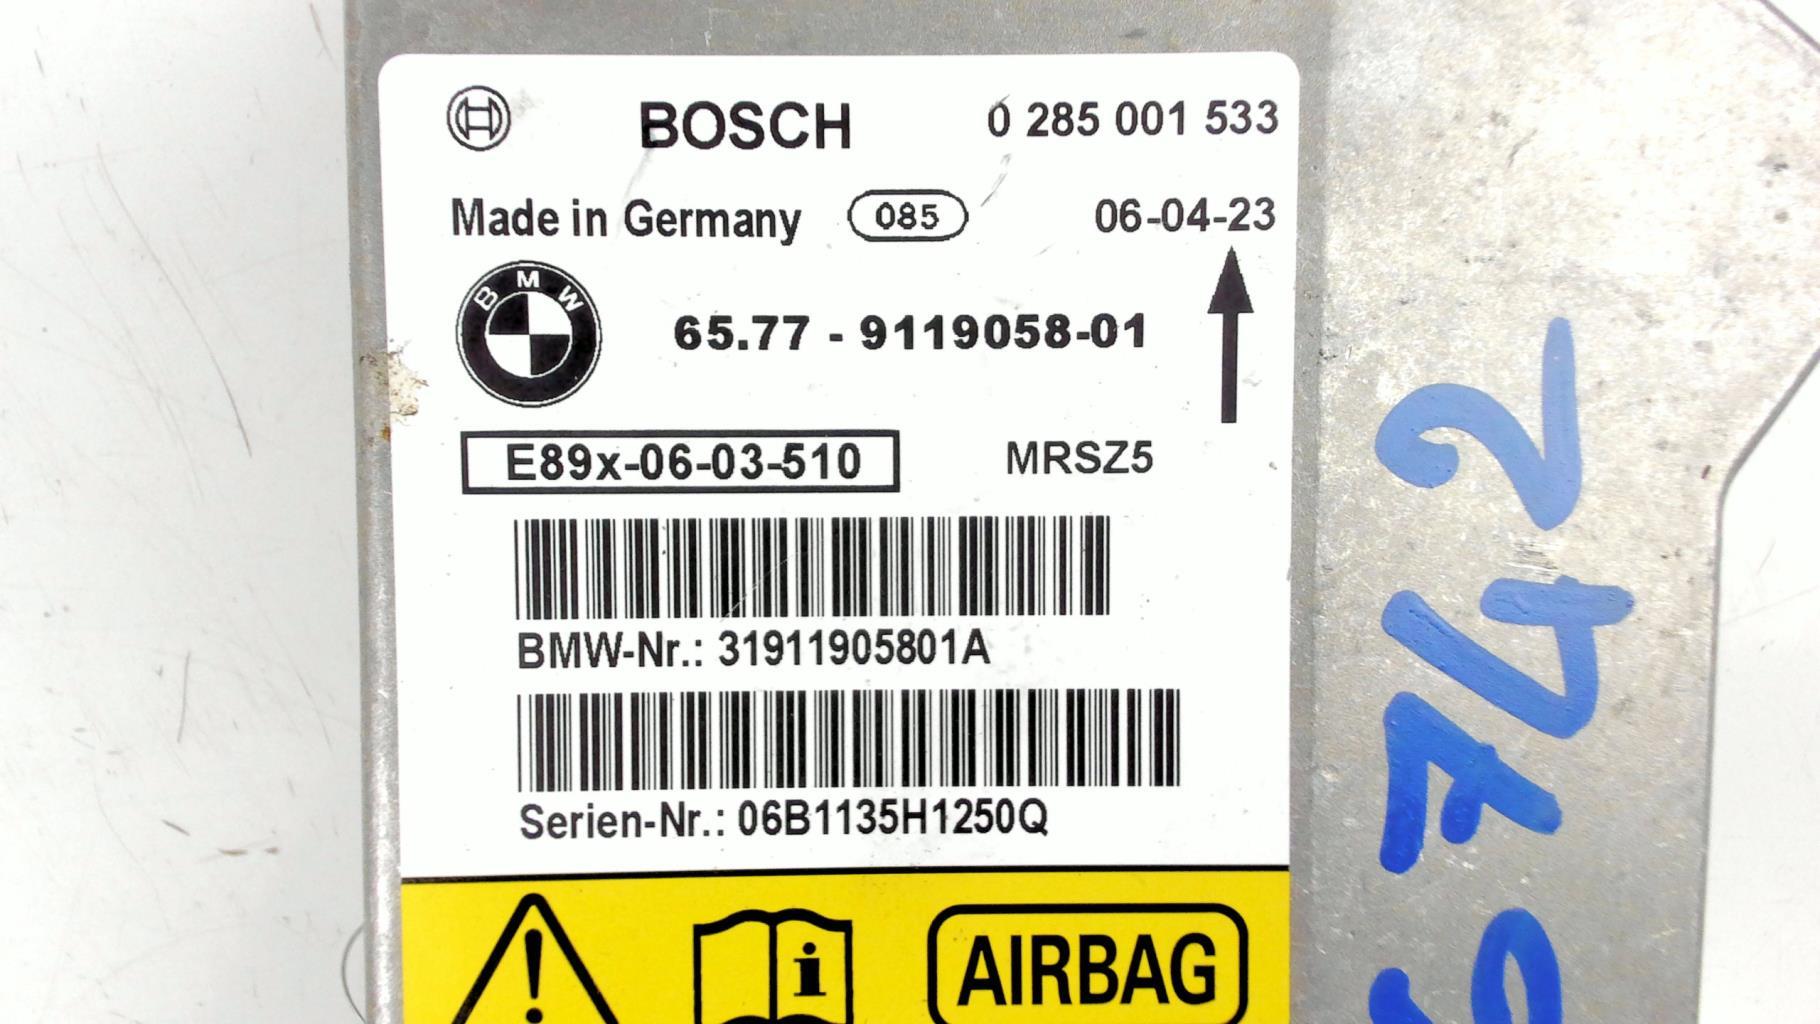 BOSCH 0 285 001 533
Made in Germany 085 06-04-23
BMW
65.77 - 9119058-01
E89x-06-03-510 MRSZ5
BMW-Nr.: 31911905801A
Serien-Nr.: 06B1135H1250Q
AIRBAG
742